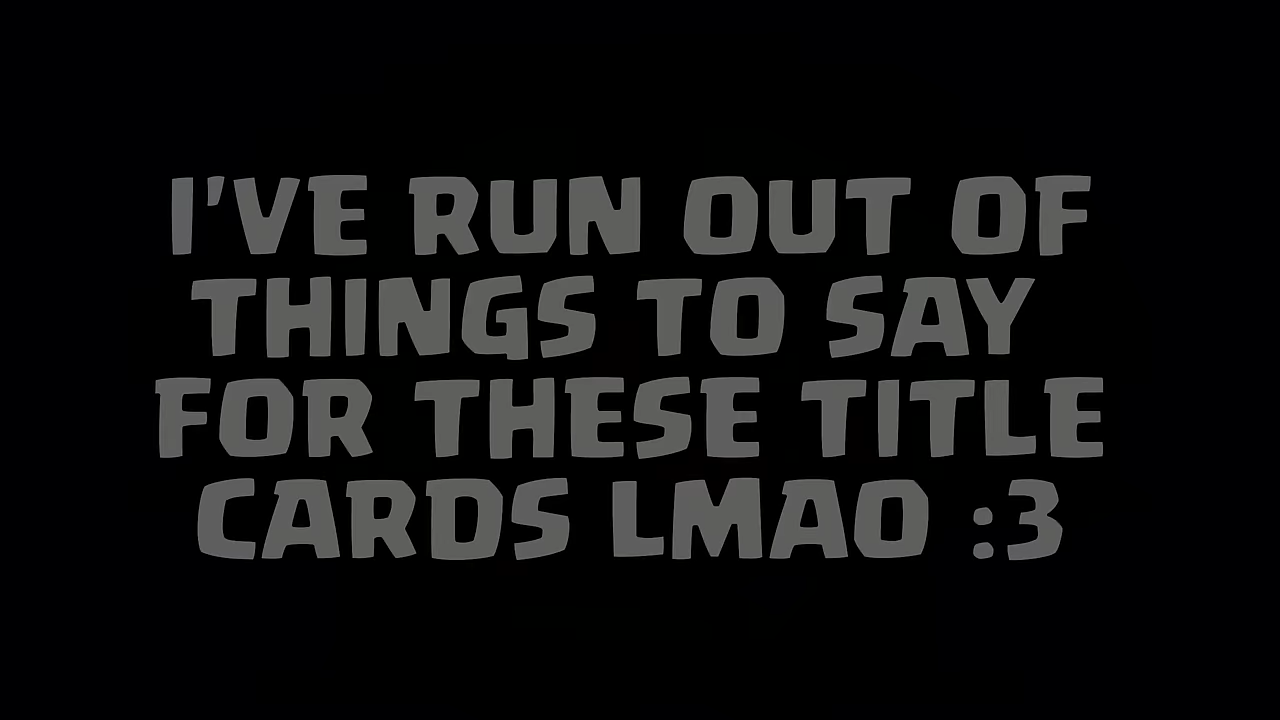 I'VE RUN OUT OF
THINGS TO SAY
FOR THESE TITLE
CARDS LMAO :3